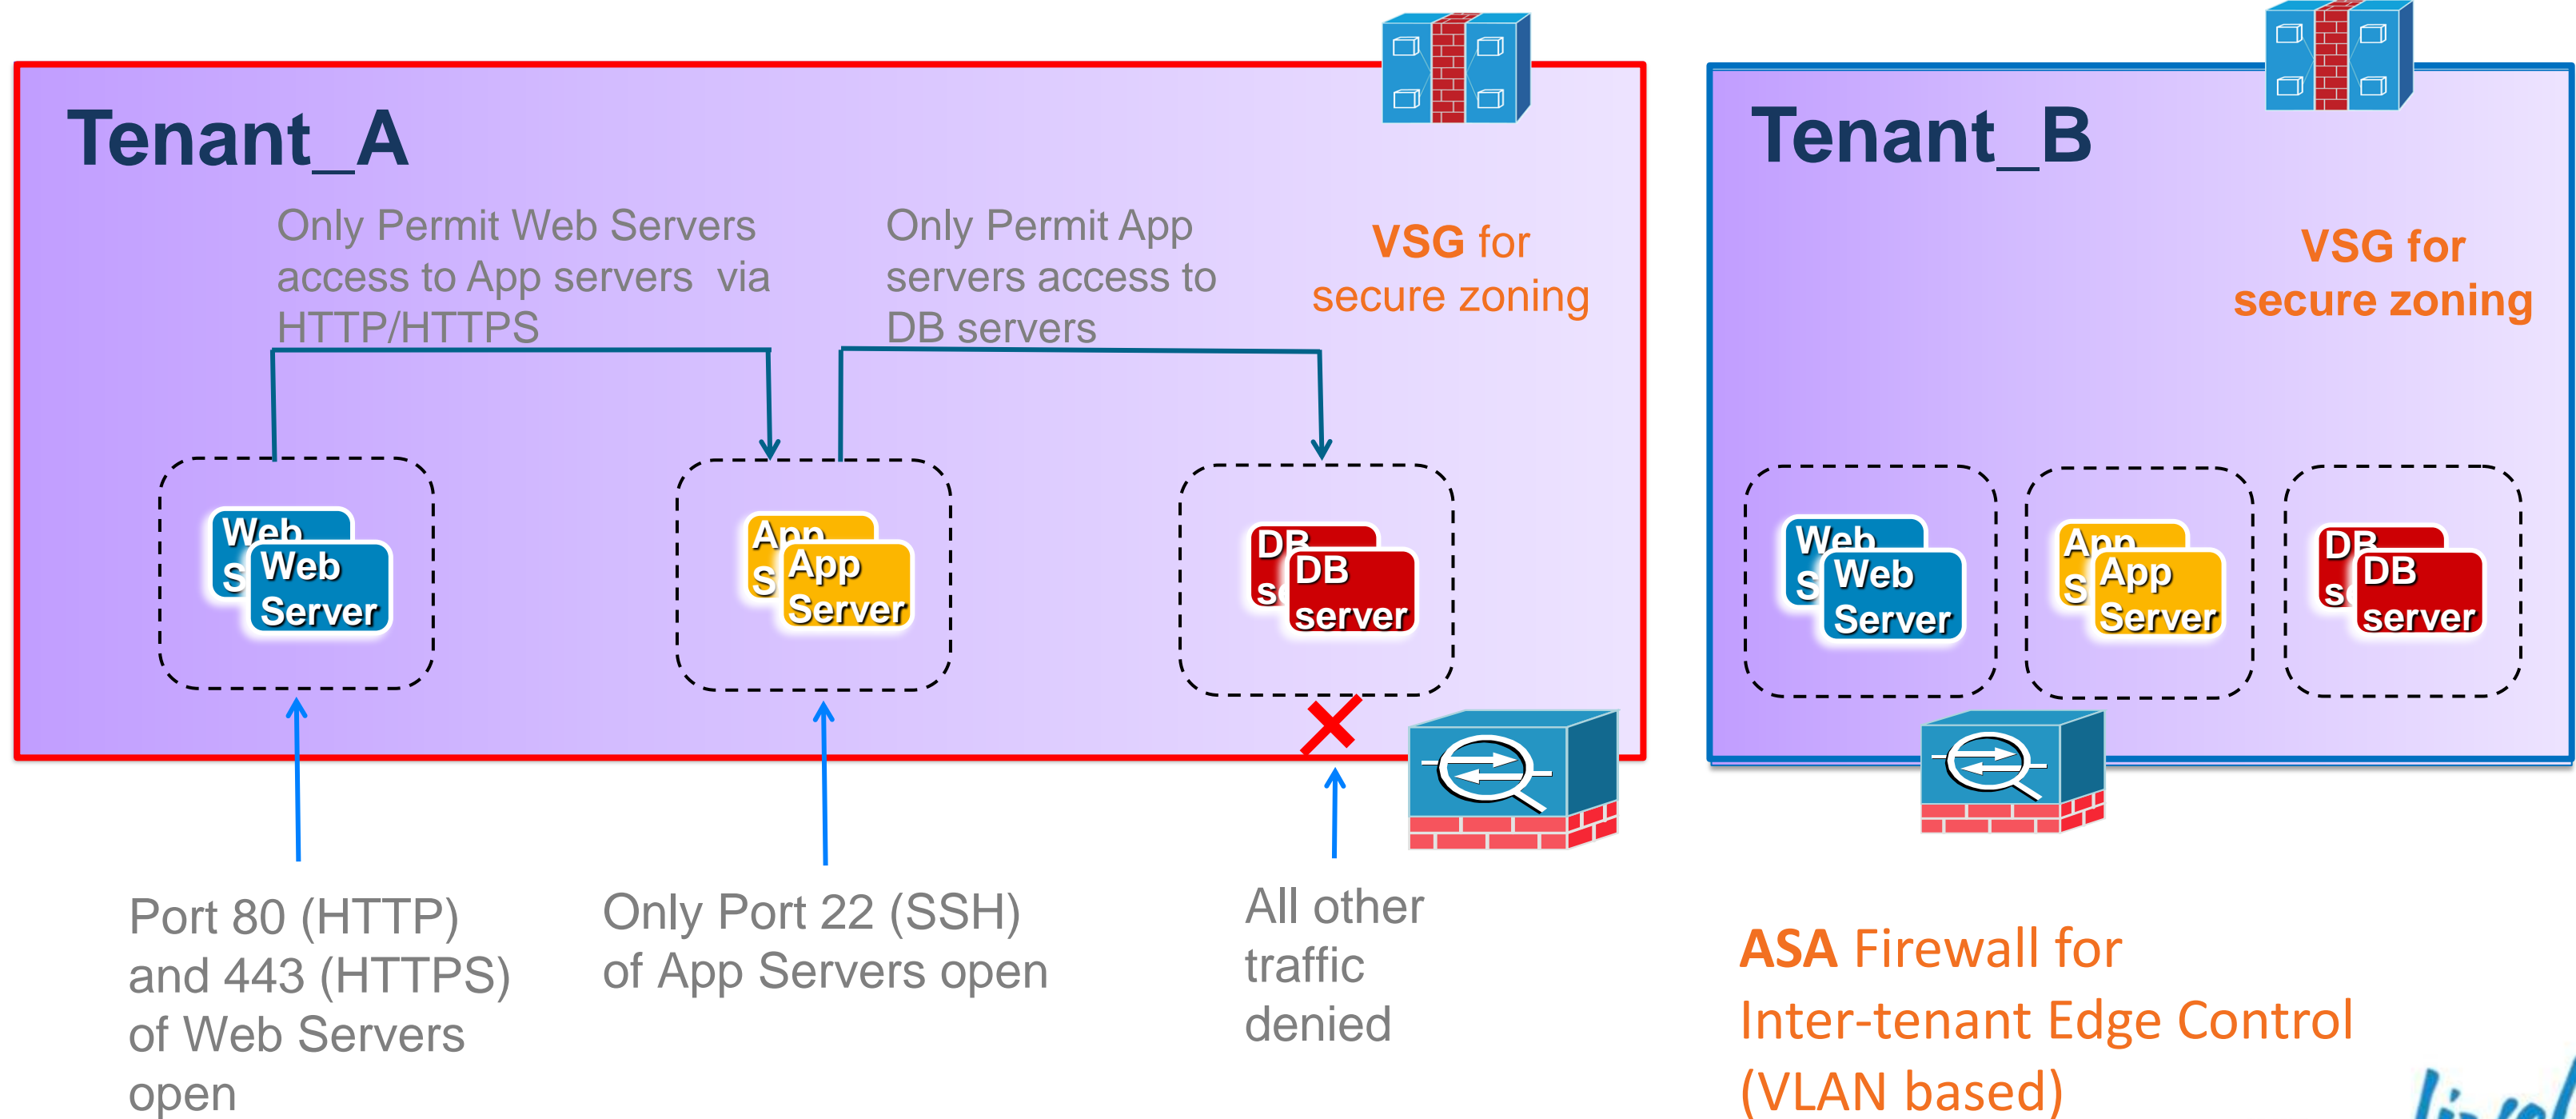 Tenant_A
Only Permit Web Servers
access to App servers via
HTTP/HTTPS
Only Permit App
servers access to
DB servers
VSG for
secure zoning
Web
S
Web
Server
App
S
App
Server
DB
se
DB
server
Port 80 (HTTP)
and 443 (HTTPS)
of Web Servers
open
Only Port 22 (SSH)
of App Servers open
All other
traffic
denied
Tenant_B
VSG for
secure zoning
Web
S
Web
Server
App
S
App
Server
DB
s
DB
server
ASA Firewall for
Inter-tenant Edge Control
(VLAN based)